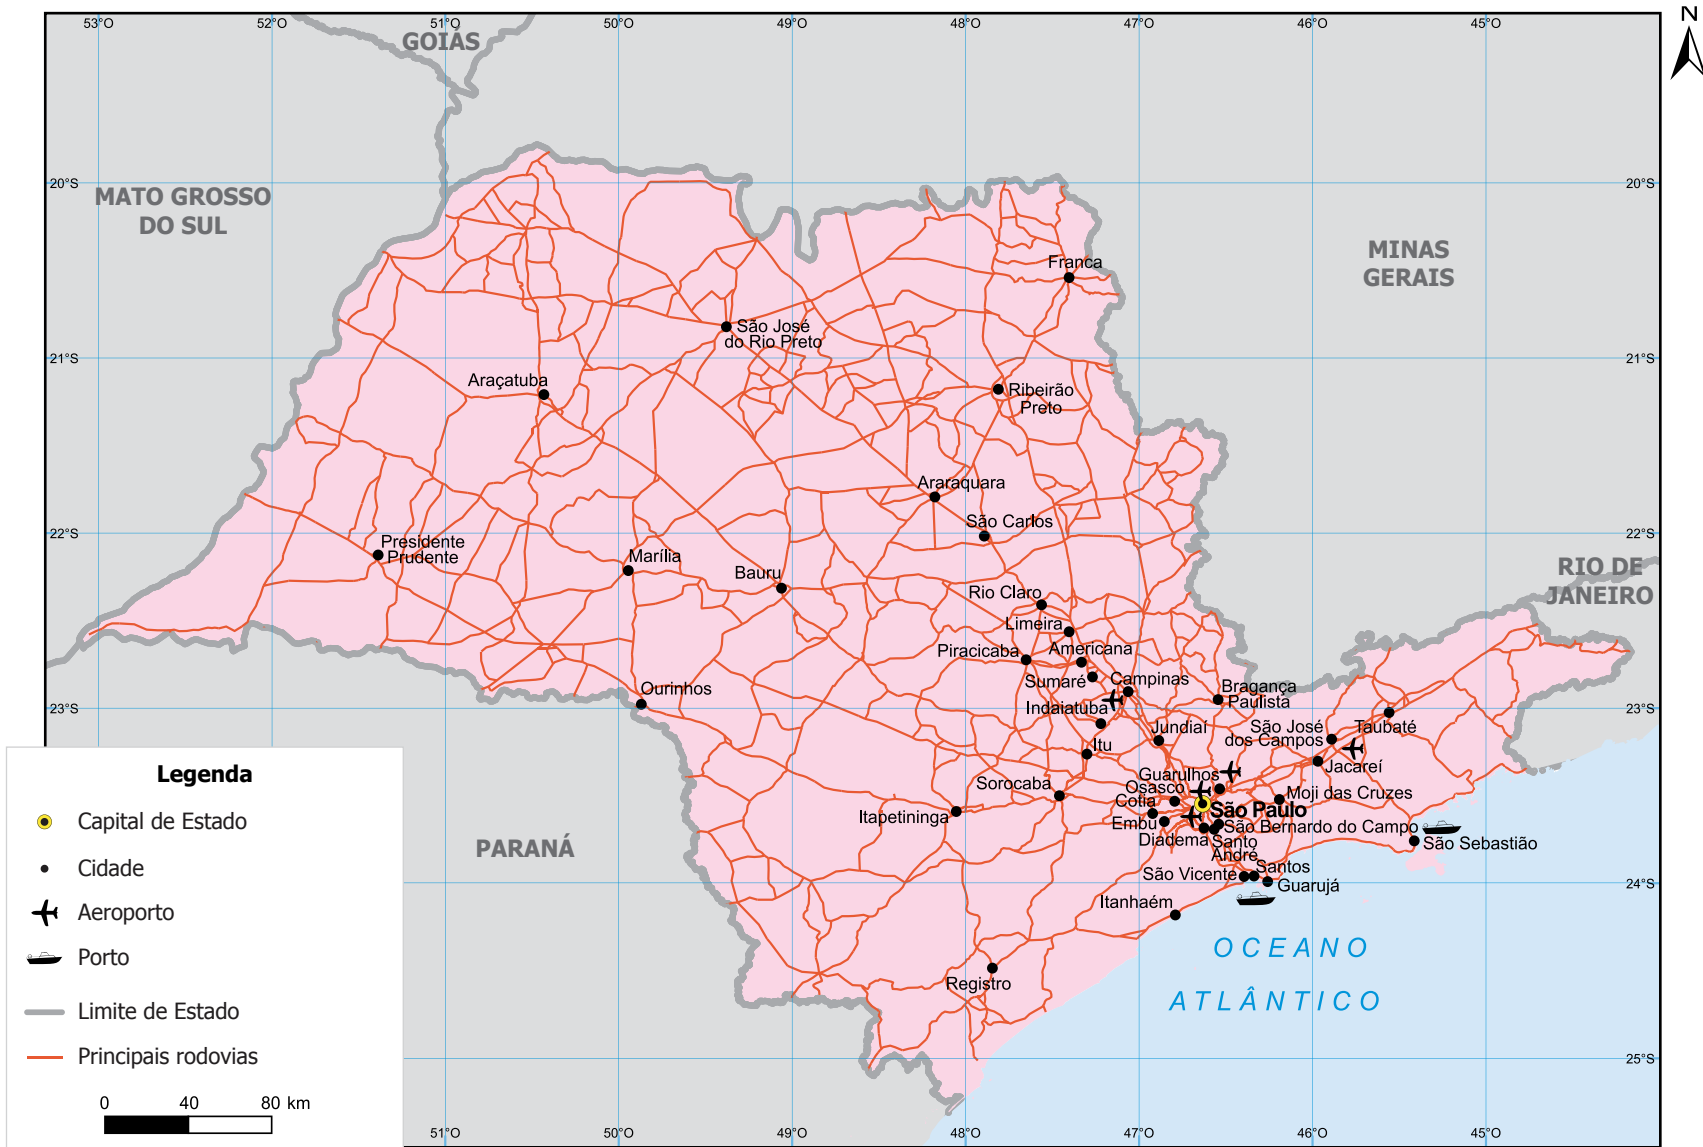 N
53°O
52°O
51°O
50°O
49°O
48°O
47°O
46°O
45°O
GOIÁS
20°S
20°S
MATO GROSSO
DO SUL
MINAS
GERAIS
Franca
São José
do Rio Preto
21°S
21°S
Araçatuba
Ribeirão
Preto
Araraquara
São Carlos
22°S
22°S
Presidente
Prudente
Marília
Bauru
RIO DE
JANEIRO
Rio Claro
Limeira
Piracicaba
Americana
Sumaré
Campinas
Ourinhos
Bragança
Paulista
Indaiatuba
23°S
23°S
Jundiaí
São José
dos Campos
Taubaté
Itu
Jacareí
Guarulhos
Sorocaba
Osasco
Cotia
Moji das Cruzes
São Paulo
Itapetininga
Embu
São Bernardo do Campo
Diadema
Santo
André
São Sebastião
PARANÁ
São Vicente
Santos
Guarujá
24°S
Itanhaém
OCEANO
ATLÂNTICO
Registro
25°S
Legenda
Capital de Estado
Cidade
Aeroporto
Porto
Limite de Estado
Principais rodovias
0 40 80 km
51°O
50°O
49°O
48°O
47°O
46°O
45°O